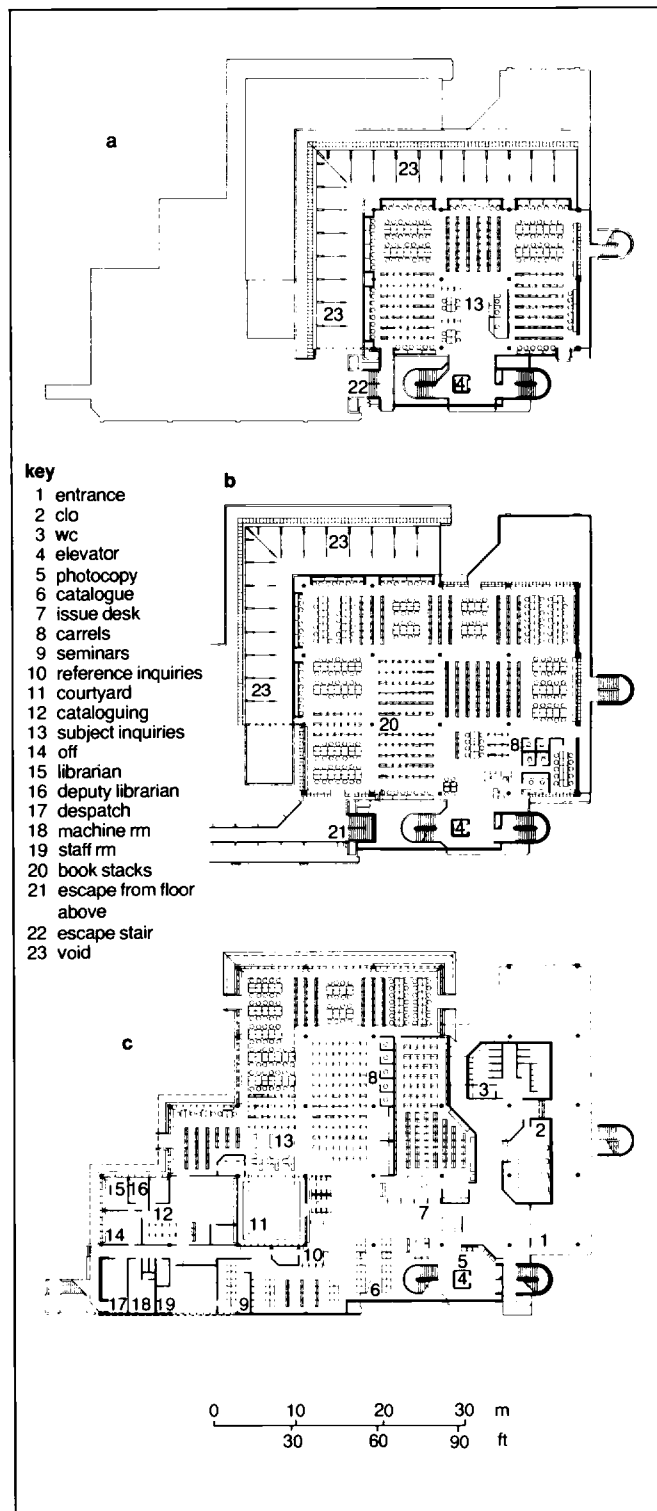 a
23
13
23
22
4
key
1 entrance
2 clo
3 wc
4 elevator
5 photocopy
6 catalogue
7 issue desk
8 carrels
9 seminars
10 reference inquiries
11 courtyard
12 cataloguing
13 subject inquiries
14 off
15 librarian
16 deputy librarian
17 despatch
18 machine rm
19 staff rm
20 book stacks
21 escape from floor
above
22 escape stair
23 void
b
23
23
20
8
21
4
c
8
3
2
13
15 16
12
11
7
14
10
5
1
4
6
17 18 19
9
0 10 20 30 m
30 60 90 ft